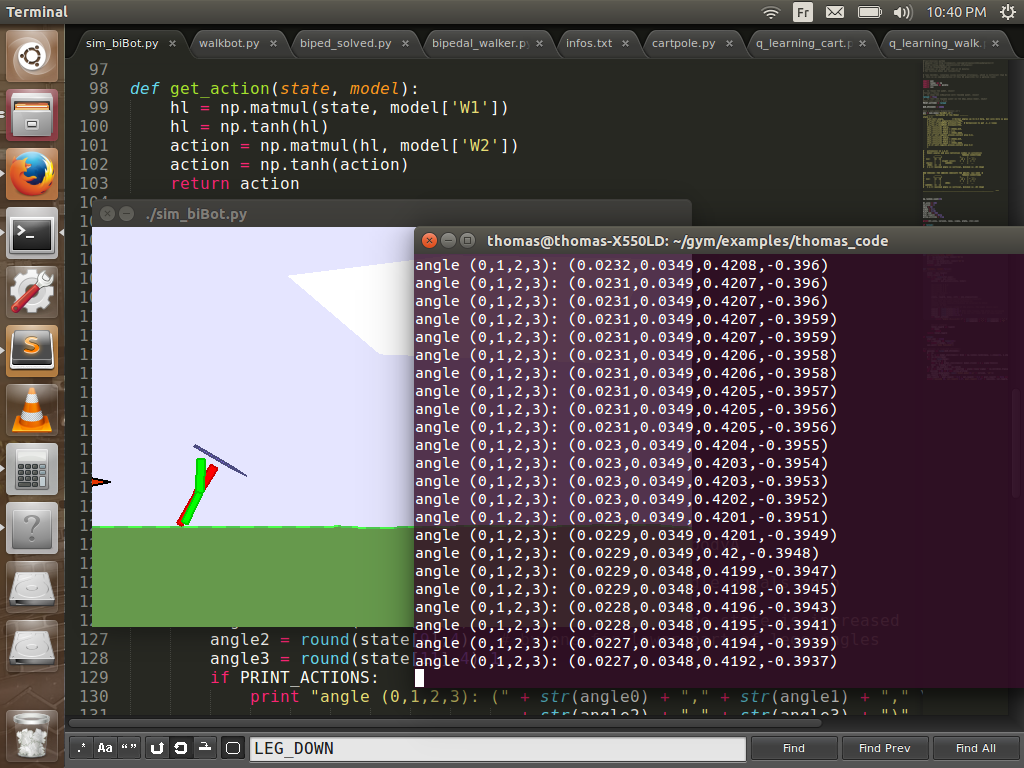 Terminal
Fr
10:40 PM
sim_biBot.py ×
walkbot.py ×
biped_solved.py ×
bipedal_walker.p ×
infos.txt ×
cartpole.py ×
q_learning_cart.p ×
q_learning_walk. ×
97
98 def get_action(state, model):
99 hl = np.matmul(state, model['W1'])
100 hl = np.tanh(hl)
101 action = np.matmul(hl, model['W2'])
102 action = np.tanh(action)
103 return action
./sim_biBot.py
thomas@thomas-X550LD: ~/gym/examples/thomas_code
angle (0,1,2,3): (0.0232,0.0349,0.4208,-0.396)
angle (0,1,2,3): (0.0231,0.0349,0.4207,-0.396)
angle (0,1,2,3): (0.0231,0.0349,0.4207,-0.396)
angle (0,1,2,3): (0.0231,0.0349,0.4207,-0.3959)
angle (0,1,2,3): (0.0231,0.0349,0.4207,-0.3959)
angle (0,1,2,3): (0.0231,0.0349,0.4206,-0.3958)
angle (0,1,2,3): (0.0231,0.0349,0.4206,-0.3958)
angle (0,1,2,3): (0.0231,0.0349,0.4205,-0.3957)
angle (0,1,2,3): (0.0231,0.0349,0.4205,-0.3956)
angle (0,1,2,3): (0.0231,0.0349,0.4205,-0.3956)
angle (0,1,2,3): (0.023,0.0349,0.4204,-0.3955)
angle (0,1,2,3): (0.023,0.0349,0.4203,-0.3954)
angle (0,1,2,3): (0.023,0.0349,0.4203,-0.3953)
angle (0,1,2,3): (0.023,0.0349,0.4202,-0.3952)
angle (0,1,2,3): (0.023,0.0349,0.4201,-0.3951)
angle (0,1,2,3): (0.0229,0.0349,0.4201,-0.3949)
angle (0,1,2,3): (0.0229,0.0349,0.42,-0.3948)
angle (0,1,2,3): (0.0229,0.0348,0.4199,-0.3947)
angle (0,1,2,3): (0.0229,0.0348,0.4198,-0.3945)
angle (0,1,2,3): (0.0228,0.0348,0.4196,-0.3943)
angle (0,1,2,3): (0.0228,0.0348,0.4195,-0.3941)
angle (0,1,2,3): (0.0227,0.0348,0.4194,-0.3939)
angle (0,1,2,3): (0.0227,0.0348,0.4192,-0.3937)
127 angle2 = round(state
128 angle3 = round(state
129 if PRINT_ACTIONS:
130 print "angle (0,1,2,3): (" + str(angle0) + "," + str(angle1) + ","
.* Aa “ ”
LEG_DOWN
Find
Find Prev
Find All